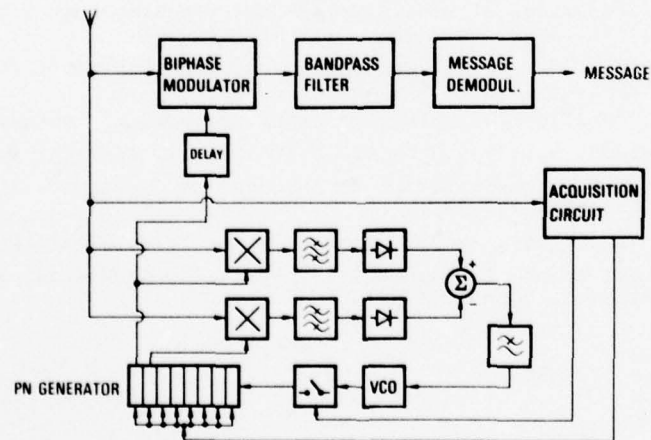 BIPHASE
MODULATOR
BANDPASS
FILTER
MESSAGE
DEMODUL.
MESSAGE
DELAY
ACQUISITION
CIRCUIT
+
Σ
−
PN GENERATOR
VCO